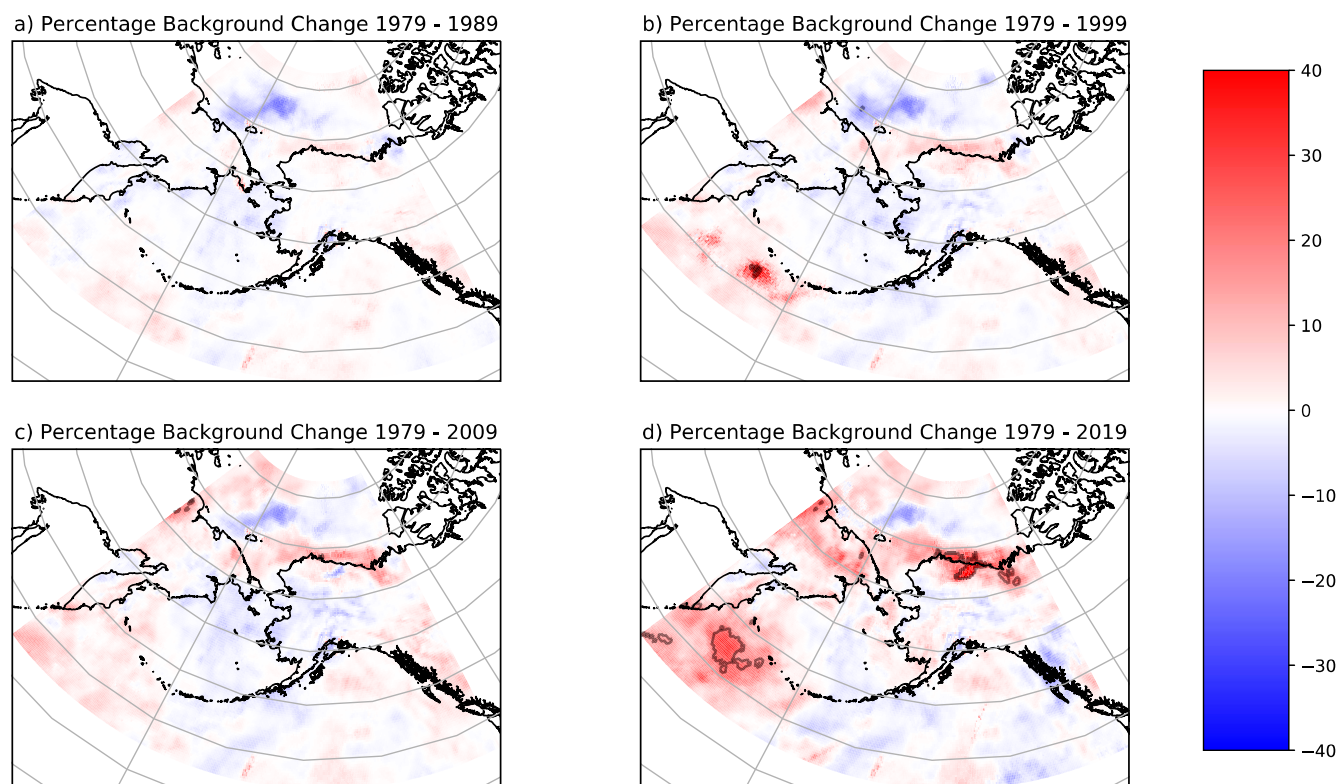 a) Percentage Background Change 1979 - 1989
b) Percentage Background Change 1979 - 1999
c) Percentage Background Change 1979 - 2009
d) Percentage Background Change 1979 - 2019
40
30
20
10
0
−10
−20
−30
−40